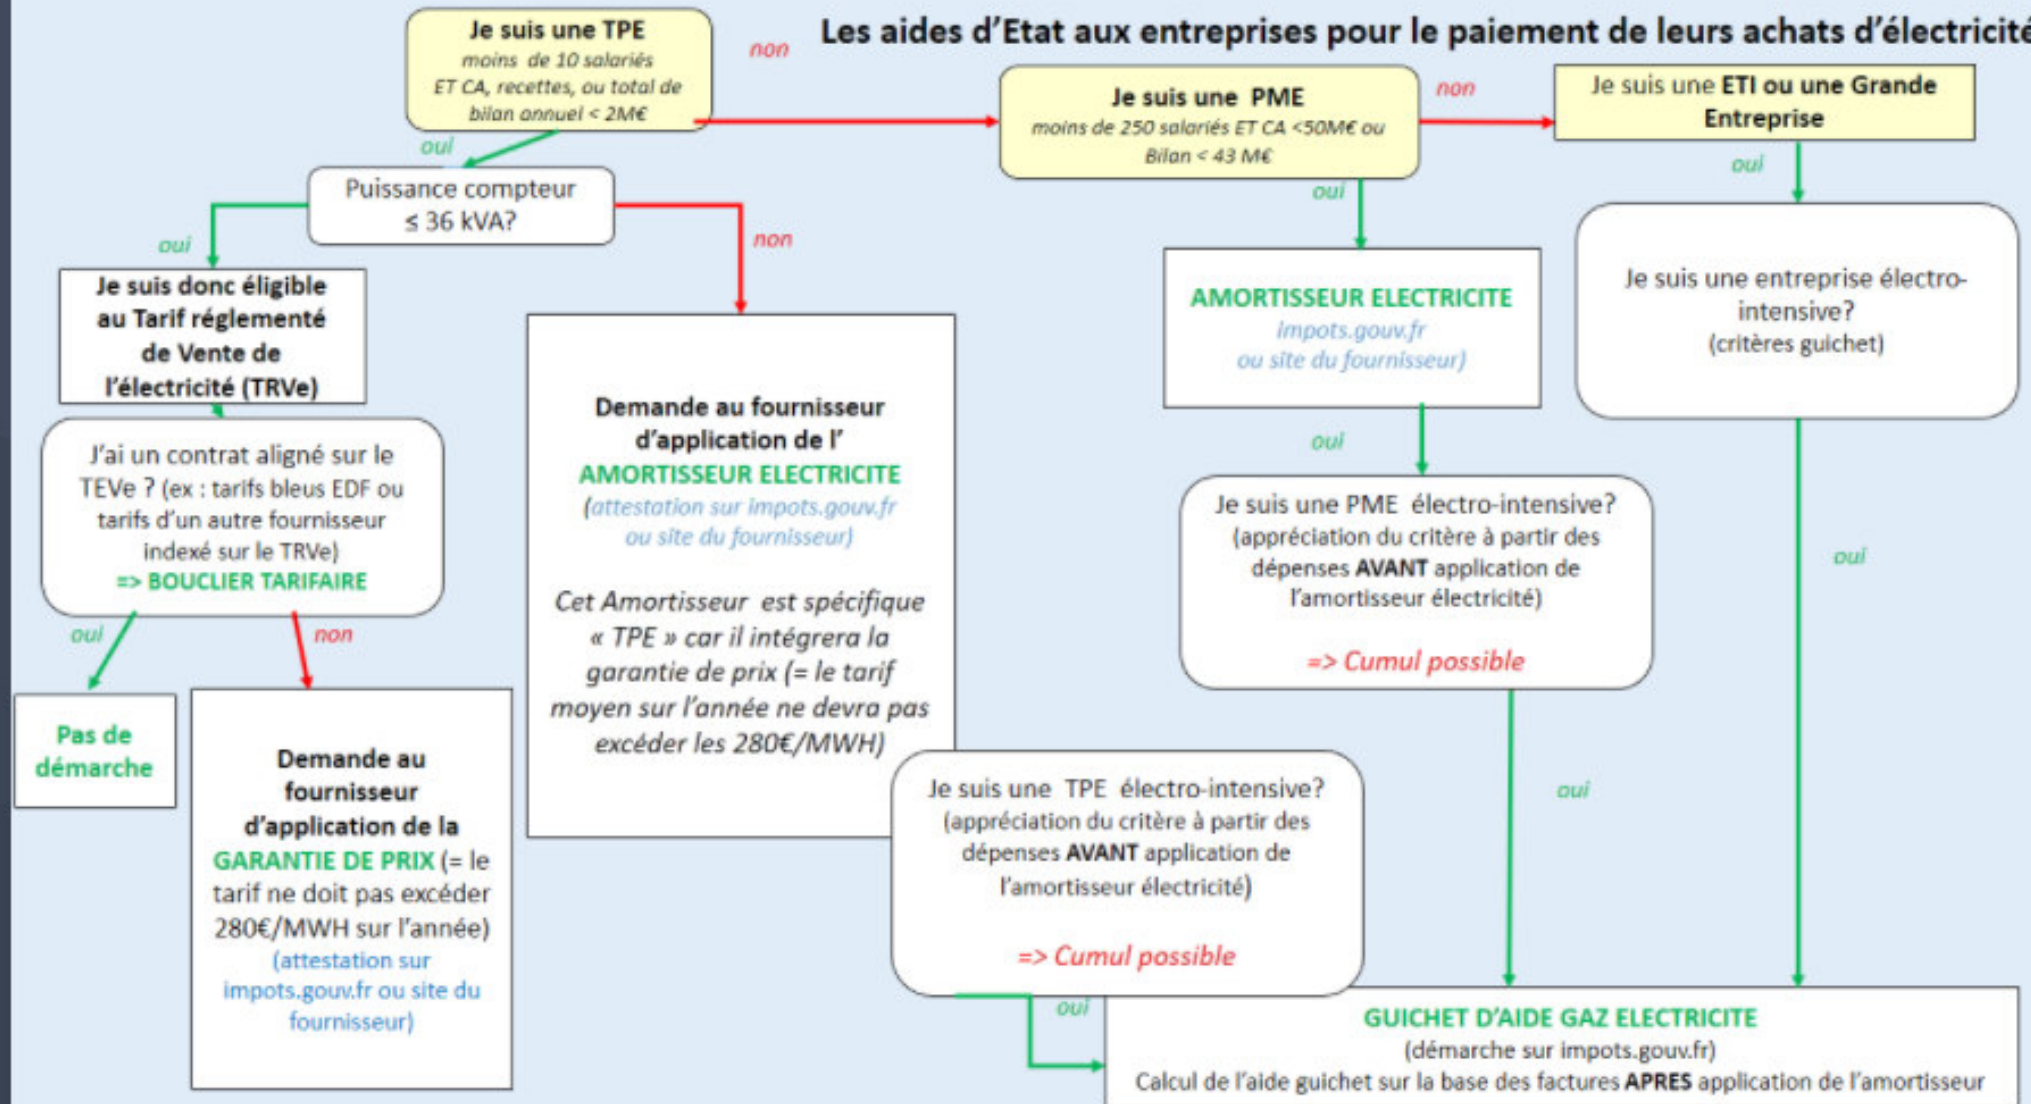 Les aides d'Etat aux entreprises pour le paiement de leurs achats d'électricité
Je suis une TPE
moins de 10 salariés
ET CA, recettes, ou total de
bilan annuel < 2M€
non
Je suis une PME
moins de 250 salariés ET CA <50M€ ou
Bilan < 43 M€
non
Je suis une ETI ou une Grande
Entreprise
oui
Puissance compteur
≤ 36 kVA?
oui
non
Je suis donc éligible
au Tarif réglementé
de Vente de
l'électricité (TRVe)
J'ai un contrat aligné sur le
TEVe ? (ex : tarifs bleus EDF ou
tarifs d'un autre fournisseur
indexé sur le TRVe)
=> BOUCLIER TARIFAIRE
oui
non
Pas de
démarche
Demande au
fournisseur
d'application de la
GARANTIE DE PRIX (= le
tarif ne doit pas excéder
280€/MWH sur l'année)
(attestation sur
impots.gouv.fr ou site du
fournisseur)
Demande au fournisseur
d'application de l'
AMORTISSEUR ELECTRICITE
(attestation sur impots.gouv.fr
ou site du fournisseur)
Cet Amortisseur est spécifique
« TPE » car il intégrera la
garantie de prix (= le tarif
moyen sur l'année ne devra pas
excéder les 280€/MWH)
Je suis une TPE électro-intensive?
(appréciation du critère à partir des
dépenses AVANT application de
l'amortisseur électricité)
=> Cumul possible
oui
oui
AMORTISSEUR ELECTRICITE
impots.gouv.fr
ou site du fournisseur)
oui
Je suis une PME électro-intensive?
(appréciation du critère à partir des
dépenses AVANT application de
l'amortisseur électricité)
=> Cumul possible
oui
oui
Je suis une entreprise électro-
intensive?
(critères guichet)
oui
GUICHET D'AIDE GAZ ELECTRICITE
(démarche sur impots.gouv.fr)
Calcul de l'aide guichet sur la base des factures APRES application de l'amortisseur